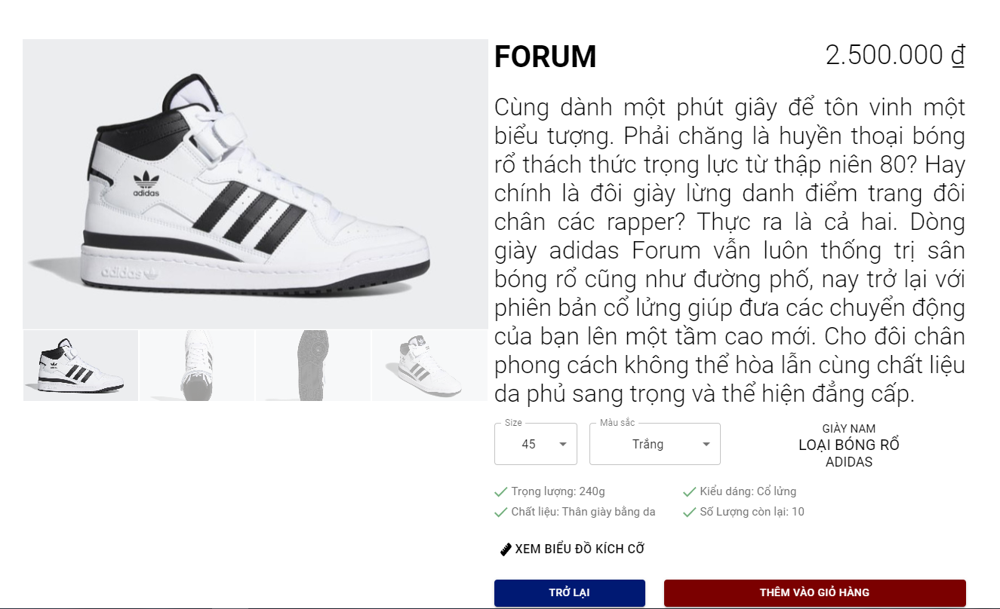 FORUM
2.500.000 ₫
Cùng dành một phút giây để tôn vinh một
biểu tượng. Phải chăng là huyền thoại bóng
rổ thách thức trọng lực từ thập niên 80? Hay
chính là đôi giày lừng danh điểm trang đôi
chân các rapper? Thực ra là cả hai. Dòng
giày adidas Forum vẫn luôn thống trị sân
bóng rổ cũng như đường phố, nay trở lại với
phiên bản cổ lửng giúp đưa các chuyển động
của bạn lên một tầm cao mới. Cho đôi chân
phong cách không thể hòa lẫn cùng chất liệu
da phủ sang trọng và thể hiện đẳng cấp.
adidas
adidas
Size
45
Màu sắc
Trắng
GIÀY NAM
LOẠI BÓNG RỔ
ADIDAS
Trọng lượng: 240g
Kiểu dáng: Cổ lửng
Chất liệu: Thân giày bằng da
Số Lượng còn lại: 10
XEM BIỂU ĐỒ KÍCH CỠ
TRỞ LẠI
THÊM VÀO GIỎ HÀNG